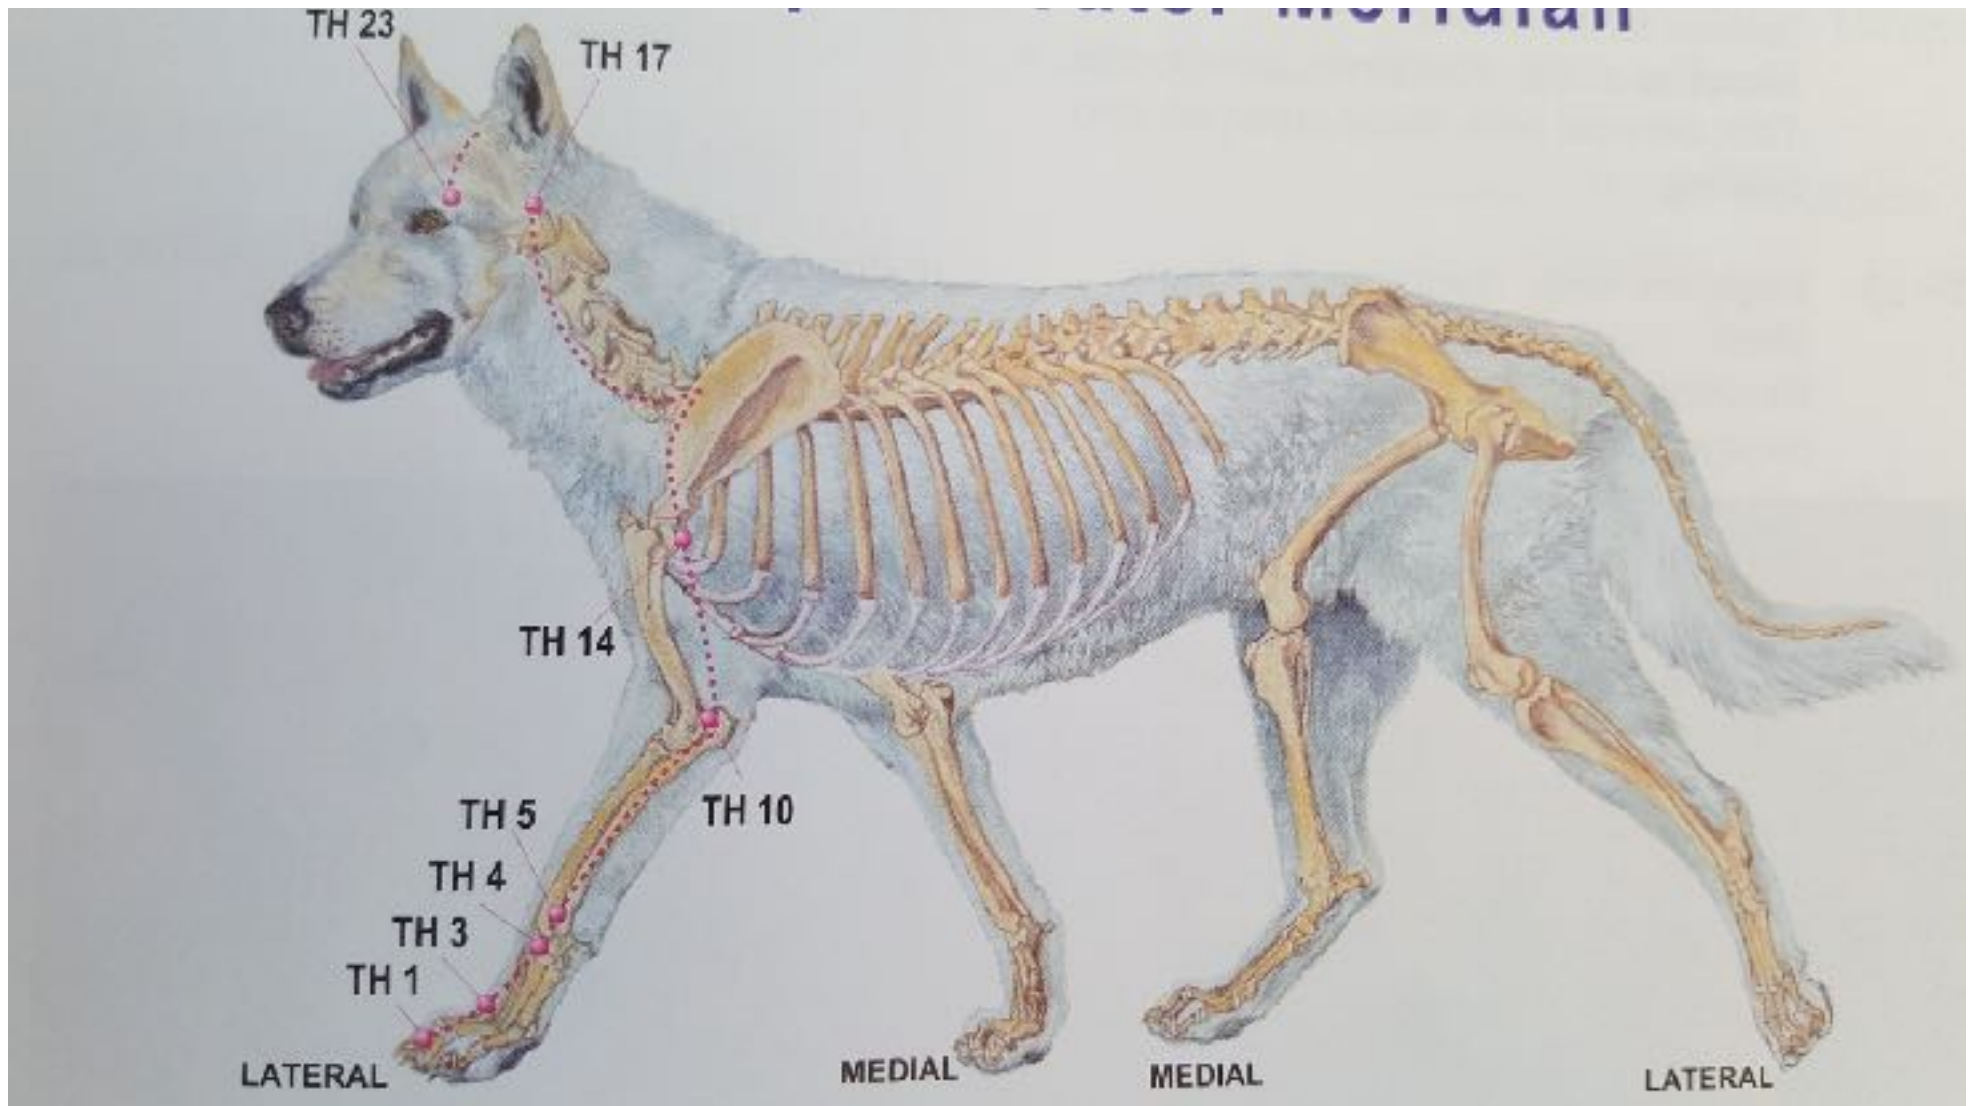 Meridian
TH 23
TH 17
TH 14
TH 10
TH 5
TH 4
TH 3
TH 1
LATERAL
MEDIAL
MEDIAL
LATERAL